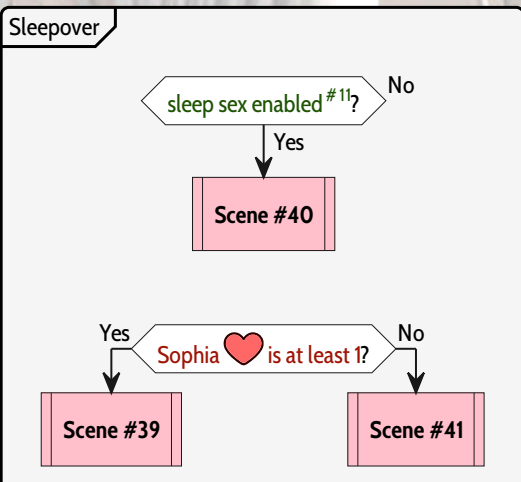 Sleepover
sleep sex enabled #11?
No
Yes
Scene #40
Yes
Sophia ❤ is at least 1?
No
Scene #39
Scene #41